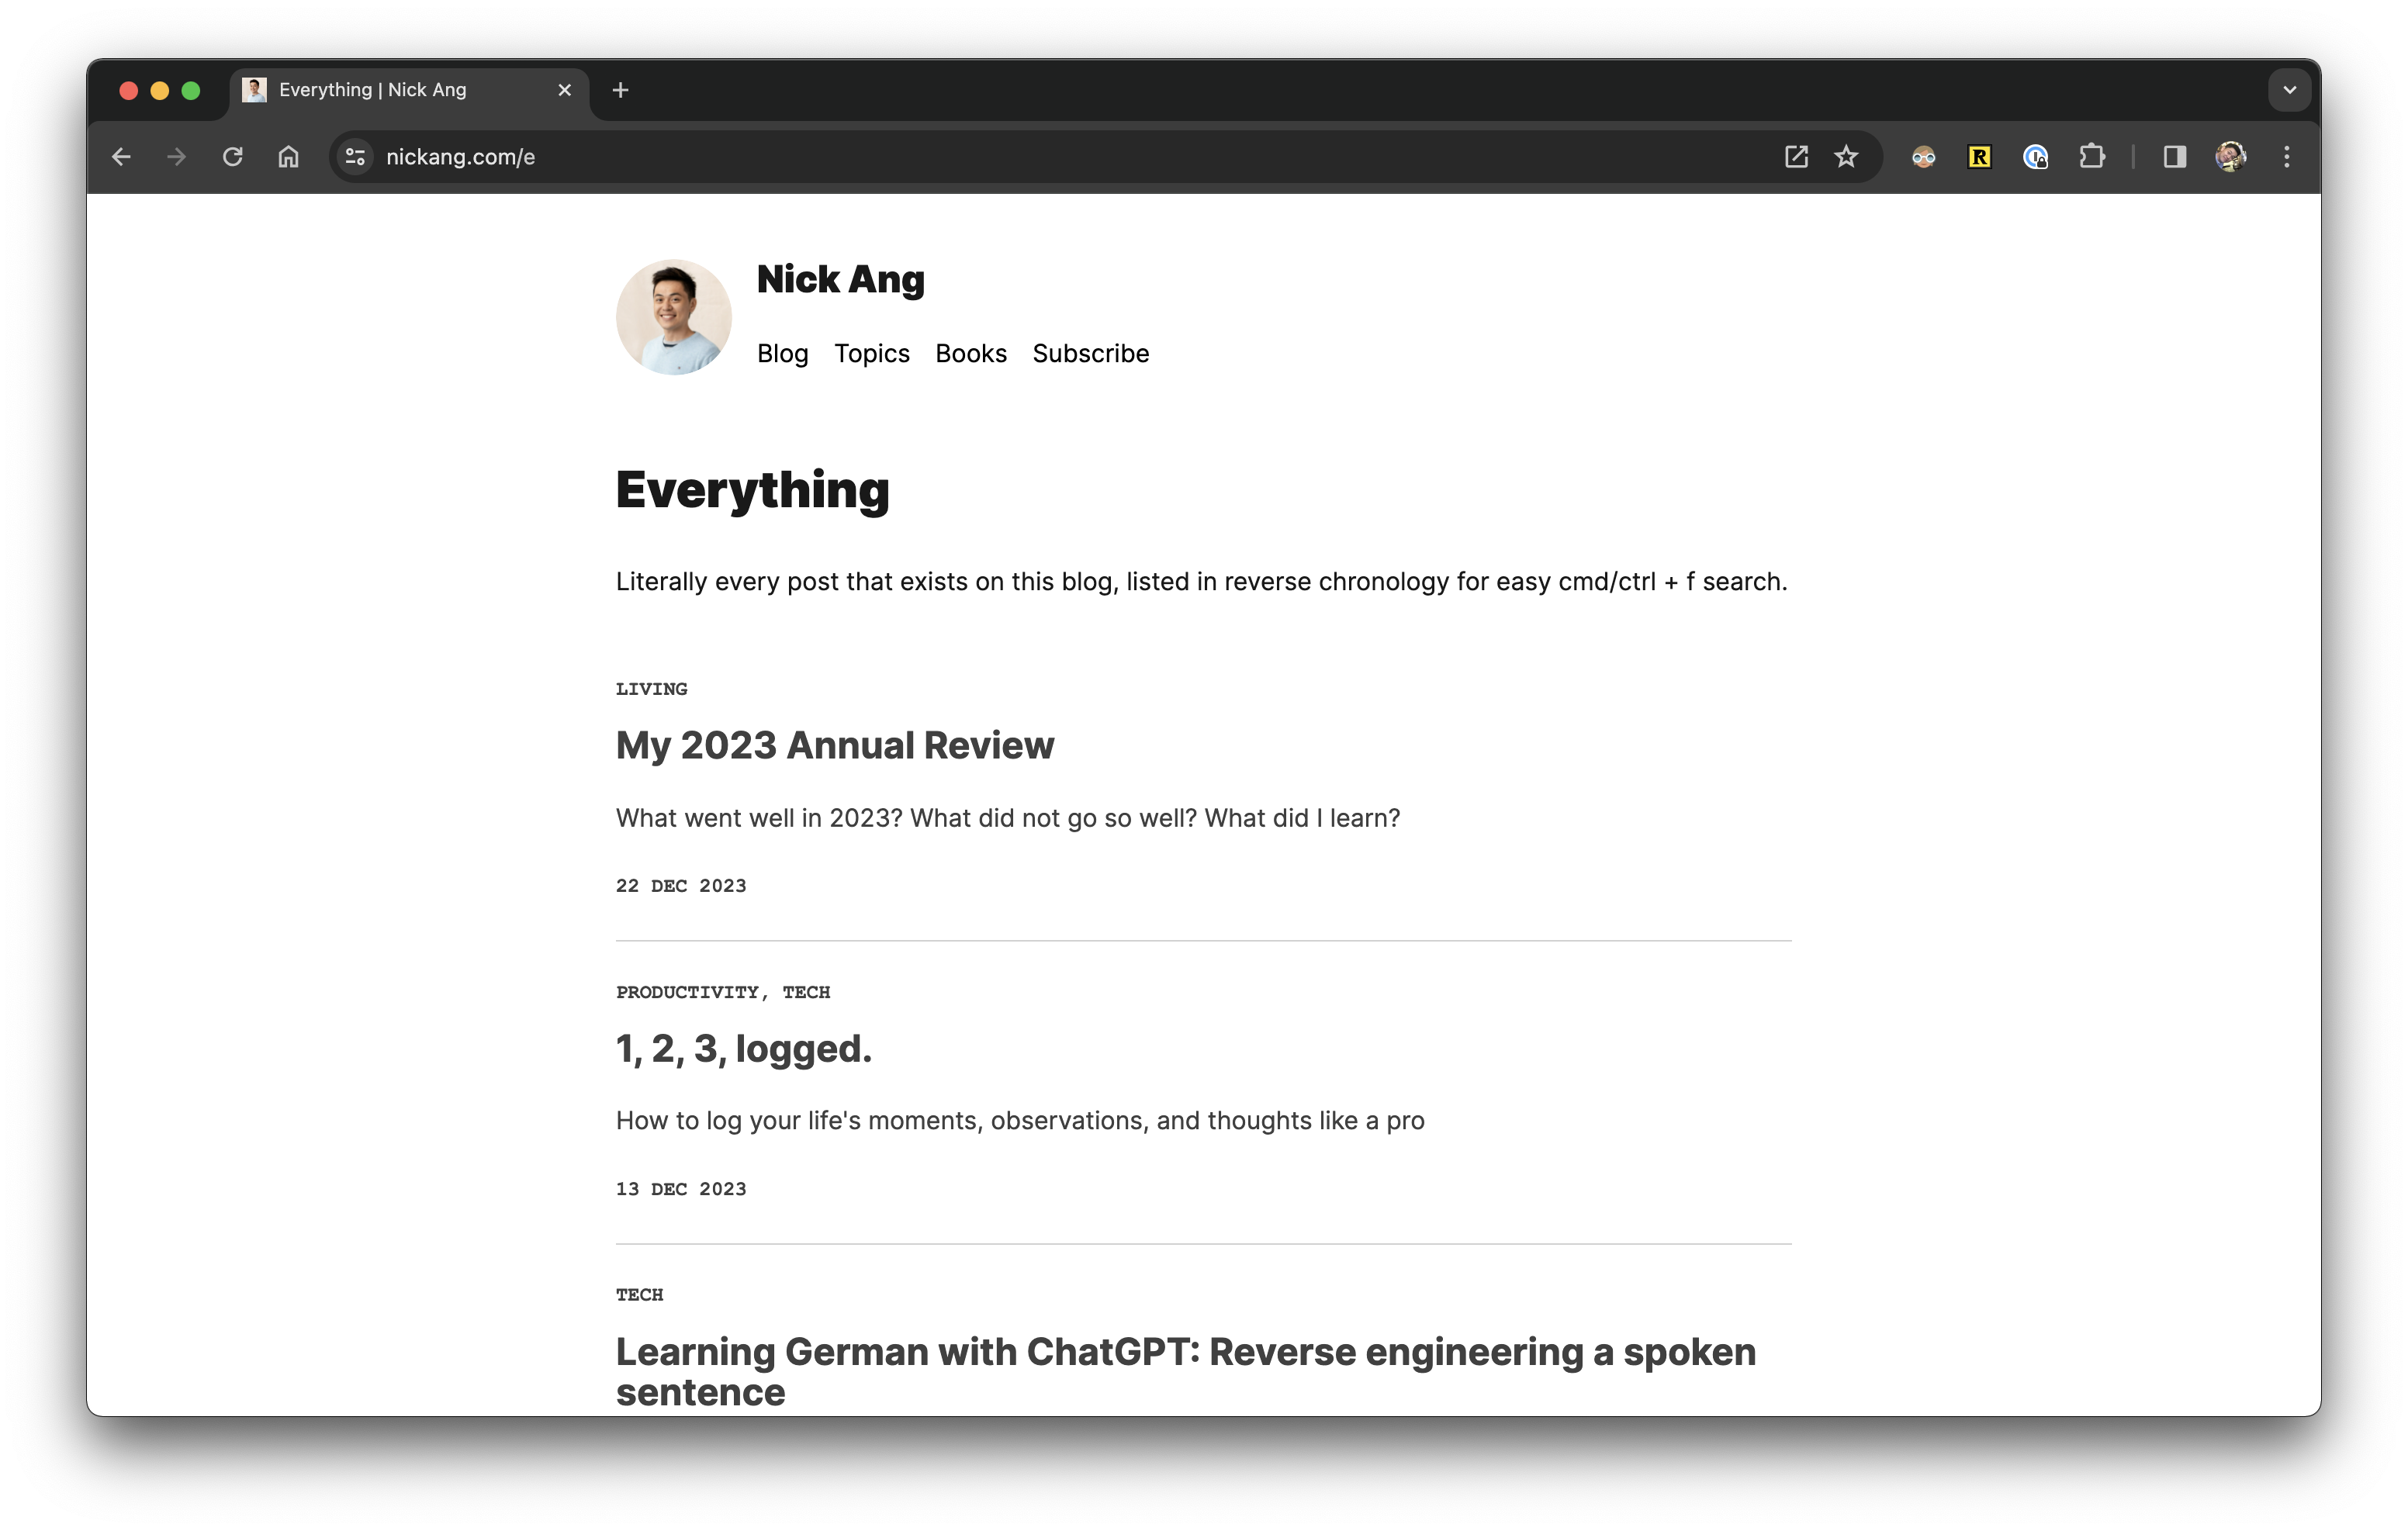 Everything | Nick Ang
nickang.com/e
R
Nick Ang
Blog Topics Books Subscribe
Everything
Literally every post that exists on this blog, listed in reverse chronology for easy cmd/ctrl + f search.
LIVING
My 2023 Annual Review
What went well in 2023? What did not go so well? What did I learn?
22 DEC 2023
PRODUCTIVITY, TECH
1, 2, 3, logged.
How to log your life's moments, observations, and thoughts like a pro
13 DEC 2023
TECH
Learning German with ChatGPT: Reverse engineering a spoken
sentence